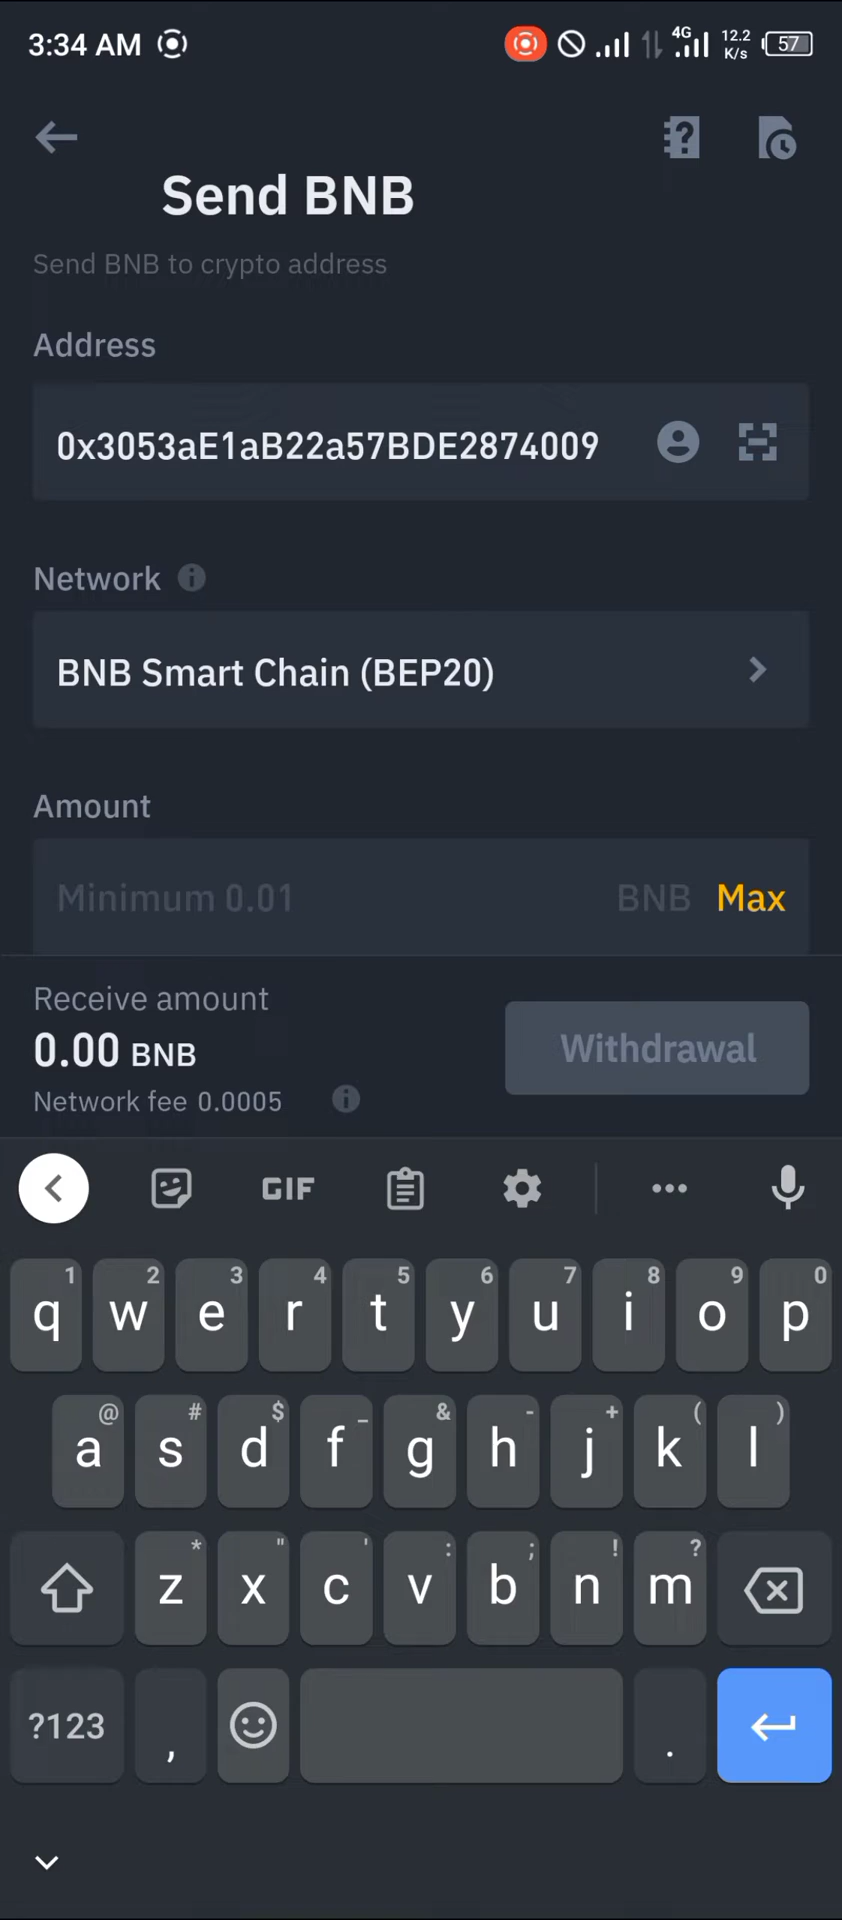 3:34 AM 4G 12.2 K/s 57
Send BNB
Send BNB to crypto address
Address
0x3053aE1aB22a57BDE2874009
Network
BNB Smart Chain (BEP20)
Amount
Minimum 0.01 BNB Max
Receive amount
0.00 BNB
Withdrawal
Network fee 0.0005
GIF
1 2 3 4 5 6 7 8 9 0
q w e r t y u i o p
@ # $ _ & - + ( )
a s d f g h j k l
* " ' : ; ! ?
z x c v b n m
?123 , .